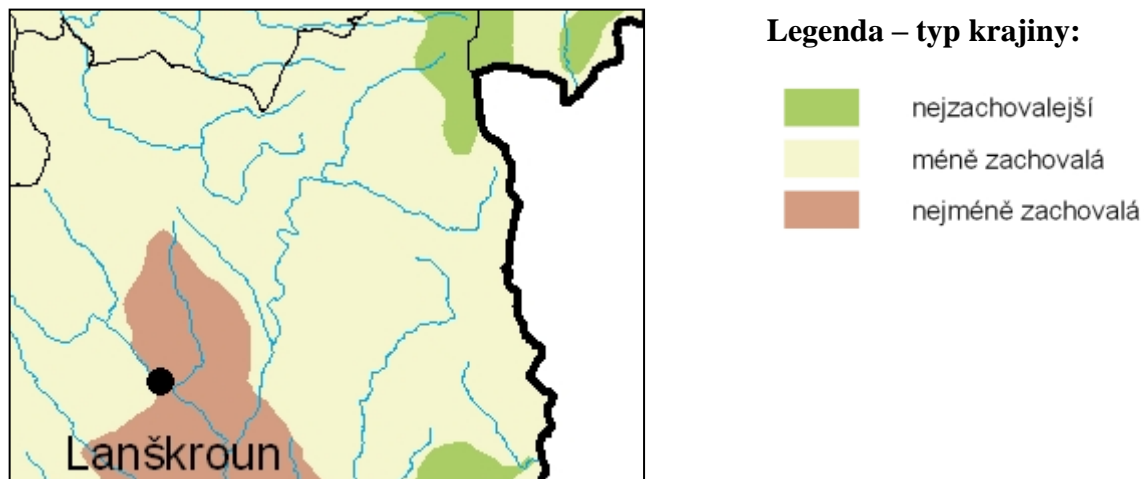 Legenda – typ krajiny:
nejzachovalejší
méně zachovalá
nejméně zachovalá
Lanškroun